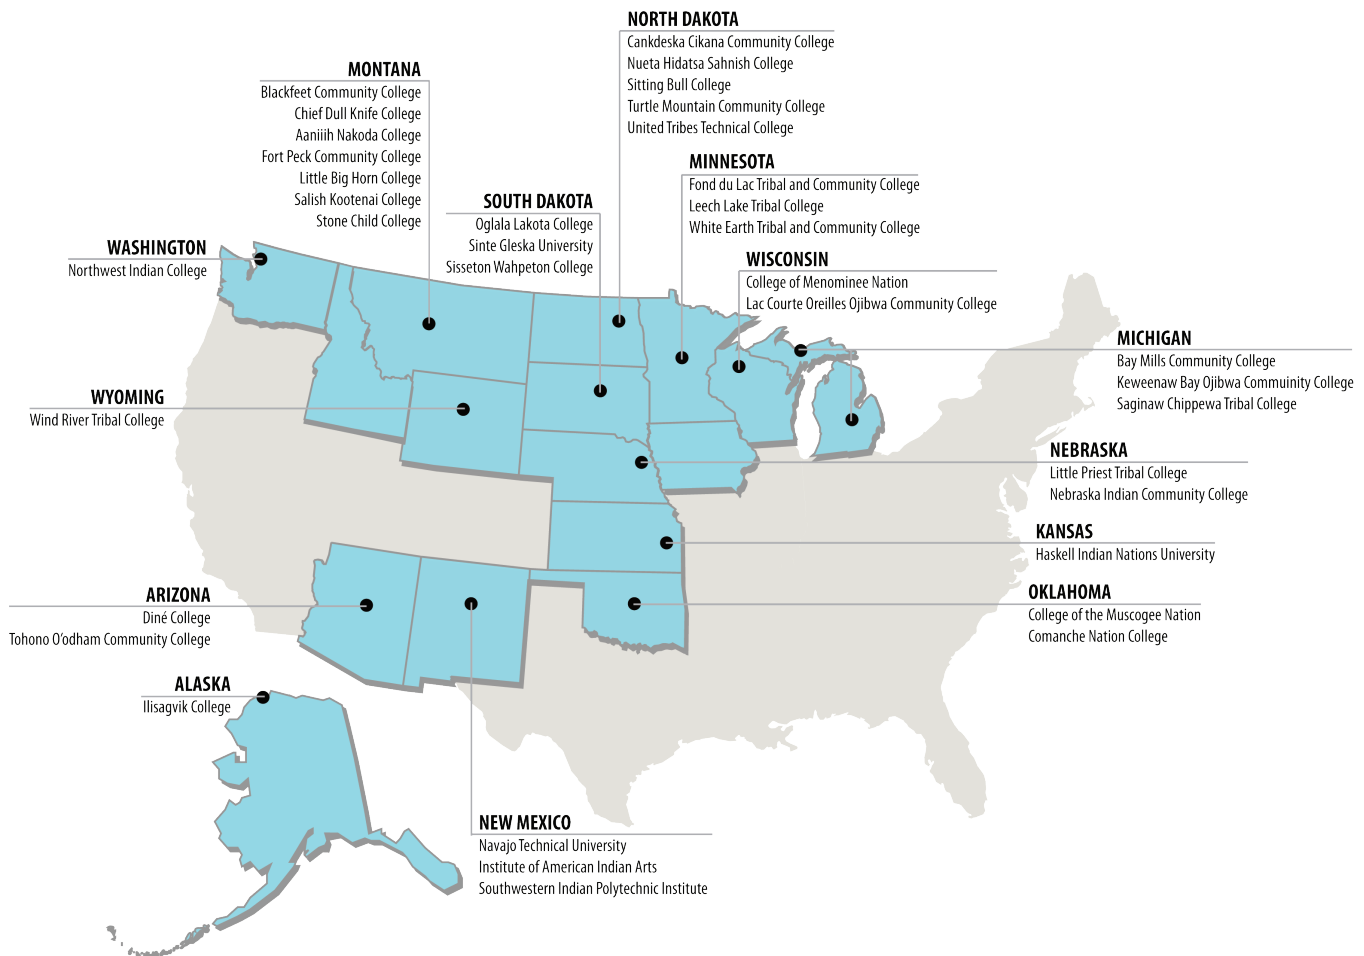 NORTH DAKOTA
Cankdeska Cikana Community College
Nueta Hidatsa Sahnish College
Sitting Bull College
Turtle Mountain Community College
United Tribes Technical College
MONTANA
Blackfeet Community College
Chief Dull Knife College
Aaniiih Nakoda College
Fort Peck Community College
Little Big Horn College
Salish Kootenai College
Stone Child College
MINNESOTA
Fond du Lac Tribal and Community College
Leech Lake Tribal College
White Earth Tribal and Community College
SOUTH DAKOTA
Oglala Lakota College
Sinte Gleska University
Sisseton Wahpeton College
WASHINGTON
Northwest Indian College
WISCONSIN
College of Menominee Nation
Lac Courte Oreilles Ojibwa Community College
MICHIGAN
Bay Mills Community College
Keweenaw Bay Ojibwa Commuinity College
Saginaw Chippewa Tribal College
WYOMING
Wind River Tribal College
NEBRASKA
Little Priest Tribal College
Nebraska Indian Community College
KANSAS
Haskell Indian Nations University
ARIZONA
Diné College
Tohono O'odham Community College
OKLAHOMA
College of the Muscogee Nation
Comanche Nation College
ALASKA
Ilisagvik College
NEW MEXICO
Navajo Technical University
Institute of American Indian Arts
Southwestern Indian Polytechnic Institute